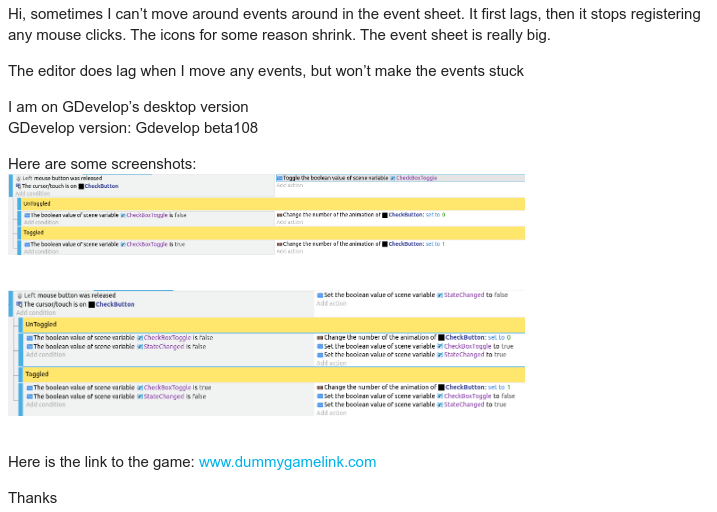 Hi, sometimes I can’t move around events around in the event sheet. It first lags, then it stops registering
any mouse clicks. The icons for some reason shrink. The event sheet is really big.
The editor does lag when I move any events, but won’t make the events stuck
I am on GDevelop’s desktop version
GDevelop version: Gdevelop beta108
Here are some screenshots:
Left mouse button was released
Toggle the boolean value of scene variable CheckBoxToggle
The cursor/touch is on CheckButton
Add action
Add condition
UnToggled
The boolean value of scene variable CheckBoxToggle is false
Change the number of the animation of CheckButton: set to 0
Add condition
Add action
Toggled
The boolean value of scene variable CheckBoxToggle is true
Change the number of the animation of CheckButton: set to 1
Add condition
Add action
Left mouse button was released
Set the boolean value of scene variable StateChanged to false
The cursor/touch is on CheckButton
Add action
Add condition
UnToggled
The boolean value of scene variable CheckBoxToggle is false
Change the number of the animation of CheckButton: set to 0
The boolean value of scene variable StateChanged is false
Set the boolean value of scene variable CheckBoxToggle to true
Add condition
Set the boolean value of scene variable StateChanged to true
Add action
Toggled
The boolean value of scene variable CheckBoxToggle is true
Change the number of the animation of CheckButton: set to 1
The boolean value of scene variable StateChanged is false
Set the boolean value of scene variable CheckBoxToggle to false
Add condition
Set the boolean value of scene variable StateChanged to true
Add action
Here is the link to the game: www.dummygamelink.com
Thanks